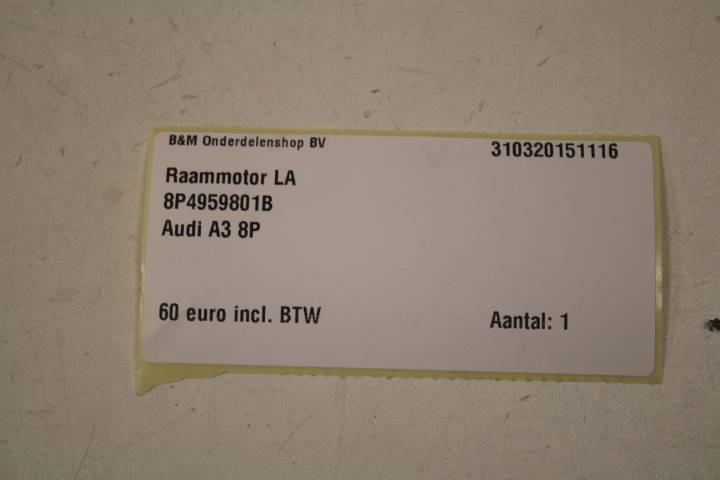 B&M Onderdelenshop BV
310320151116
Raammotor LA
8P4959801B
Audi A3 8P
60 euro incl. BTW
Aantal: 1